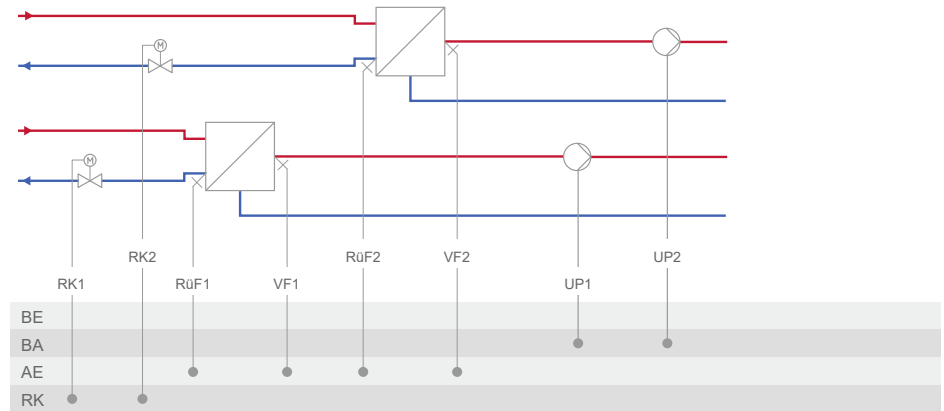 M
M
RK2 RüF2 VF2 UP2
RK1 RüF1 VF1 UP1
BE
BA
AE
RK